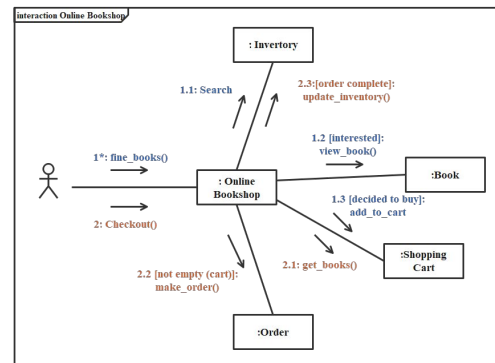 interaction Online Bookshop
: Invertory
1.1: Search
2.3:[order complete]:
update_inventory()
1*: fine_books()
1.2 [interested]:
view_book()
: Online
Bookshop
:Book
2: Checkout()
1.3 [decided to buy]:
add_to_cart
2.2 [not empty (cart)]:
make_order()
2.1: get_books()
:Shopping
Cart
:Order